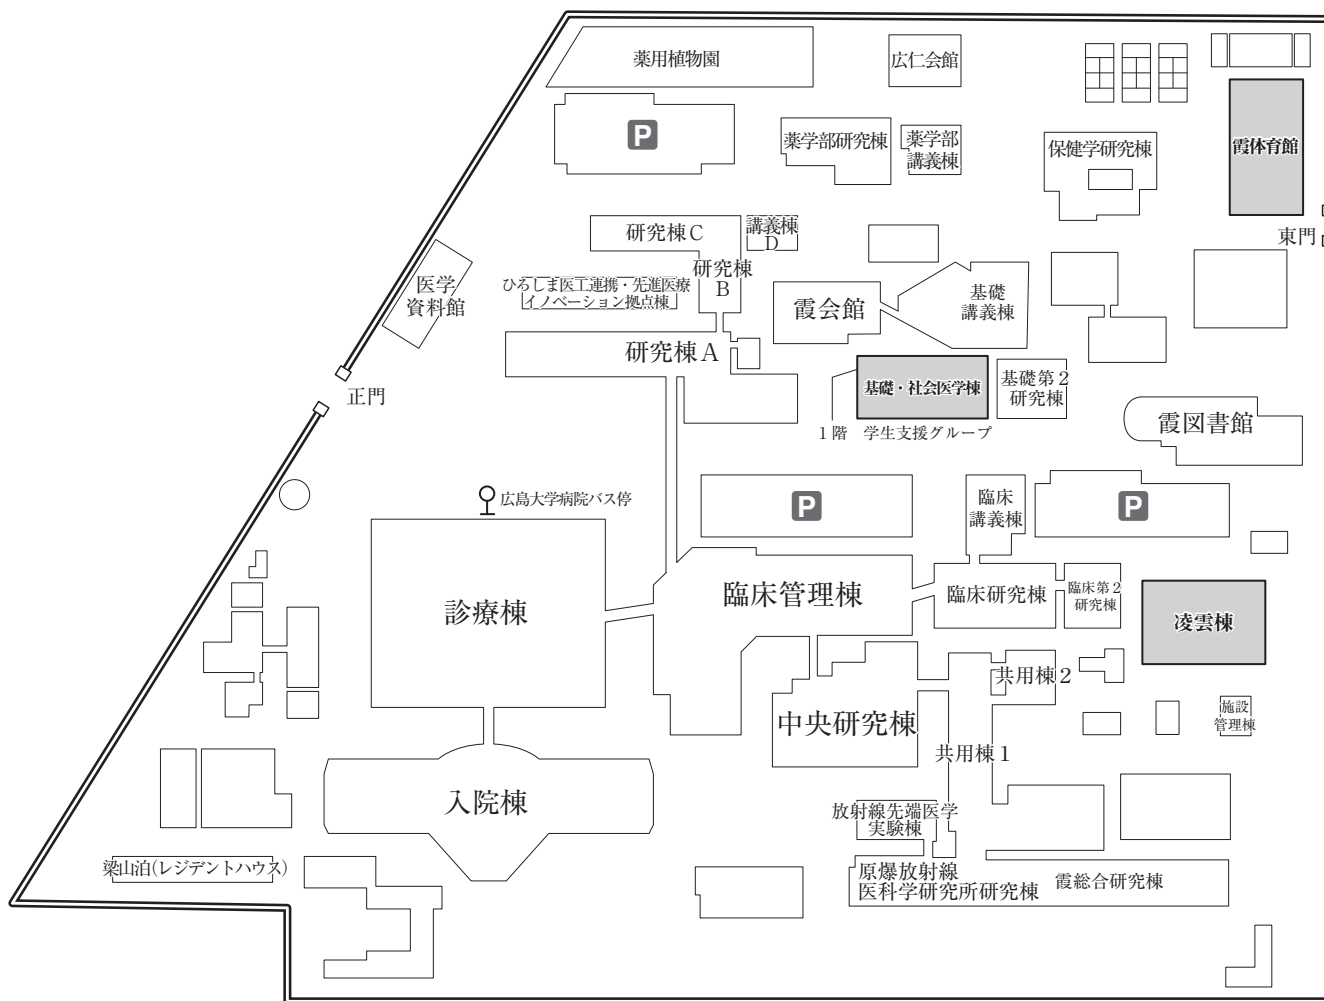 薬用植物園
広仁会館
P
薬学部研究棟
薬学部
講義棟
保健学研究棟
霞体育館
東門
研究棟C
講義棟
D
研究棟
B
医学
資料館
ひろしま医工連携・先進医療
イノベーション拠点棟
霞会館
基礎
講義棟
研究棟A
正門
基礎・社会医学棟
基礎第2
研究棟
1階 学生支援グループ
霞図書館
広島大学病院バス停
P
臨床
講義棟
P
診療棟
臨床管理棟
臨床研究棟
臨床第2
研究棟
凌雲棟
共用棟2
中央研究棟
施設
管理棟
共用棟1
入院棟
放射線先端医学
実験棟
梁山泊(レジデントハウス)
原爆放射線
医科学研究所研究棟
霞総合研究棟